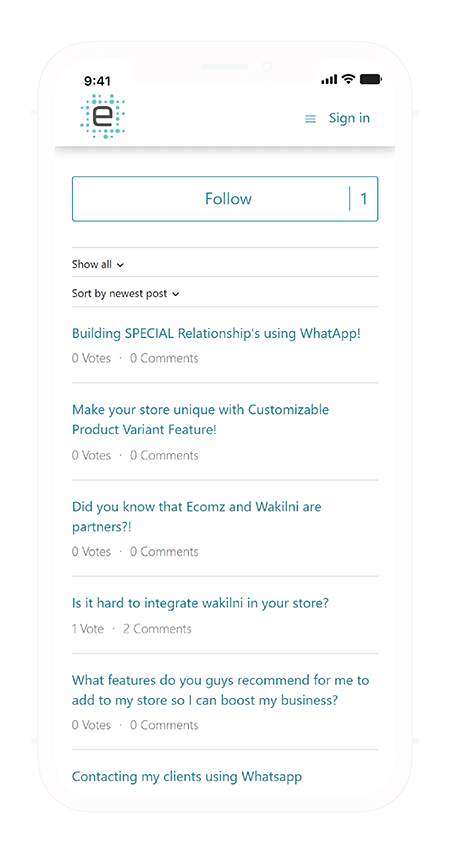 9:41
e
Sign in
Follow
1
Show all
Sort by newest post
Building SPECIAL Relationship's using WhatApp!
0 Votes · 0 Comments
Make your store unique with Customizable
Product Variant Feature!
0 Votes · 0 Comments
Did you know that Ecomz and Wakilni are
partners?!
0 Votes · 0 Comments
Is it hard to integrate wakilni in your store?
1 Vote · 2 Comments
What features do you guys recommend for me to
add to my store so I can boost my business?
0 Votes · 0 Comments
Contacting my clients using Whatsapp